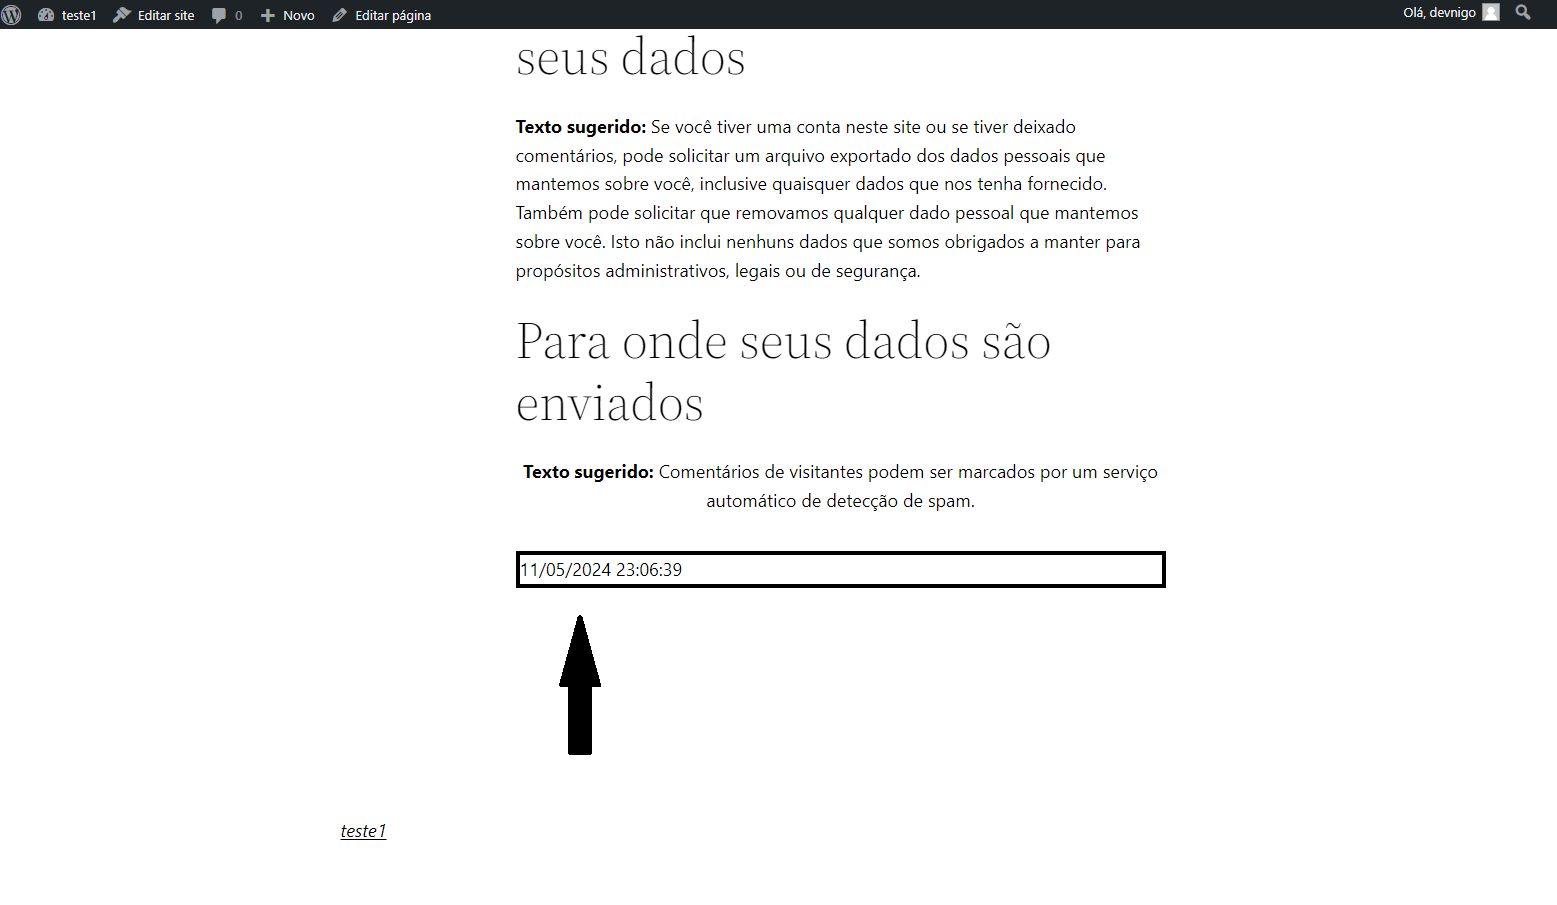 teste1 Editar site 0 Novo Editar página Olá, devnigo
seus dados
Texto sugerido: Se você tiver uma conta neste site ou se tiver deixado
comentários, pode solicitar um arquivo exportado dos dados pessoais que
mantemos sobre você, inclusive quaisquer dados que nos tenha fornecido.
Também pode solicitar que removamos qualquer dado pessoal que mantemos
sobre você. Isto não inclui nenhuns dados que somos obrigados a manter para
propósitos administrativos, legais ou de segurança.
Para onde seus dados são
enviados
Texto sugerido: Comentários de visitantes podem ser marcados por um serviço
automático de detecção de spam.
11/05/2024 23:06:39
teste1